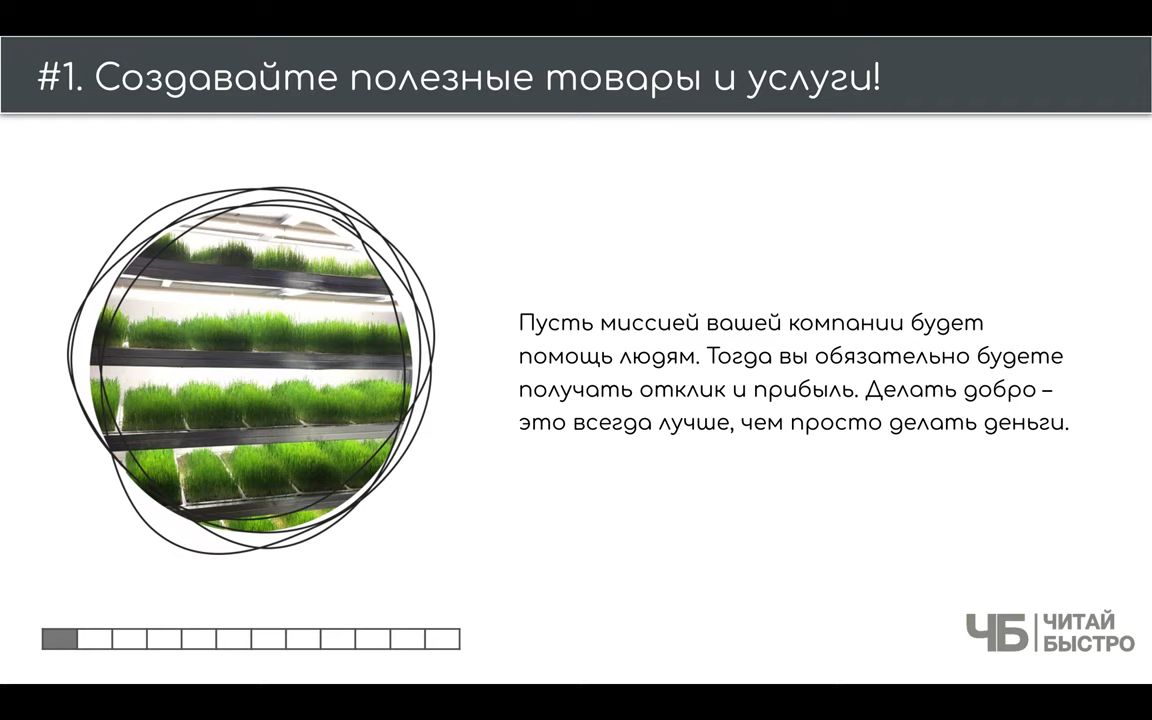 #1. Создавайте полезные товары и услуги!
Пусть миссией вашей компании будет
помощь людям. Тогда вы обязательно будете
получать отклик и прибыль. Делать добро –
это всегда лучше, чем просто делать деньги.
ЧБ
ЧИТАЙ
БЫСТРО